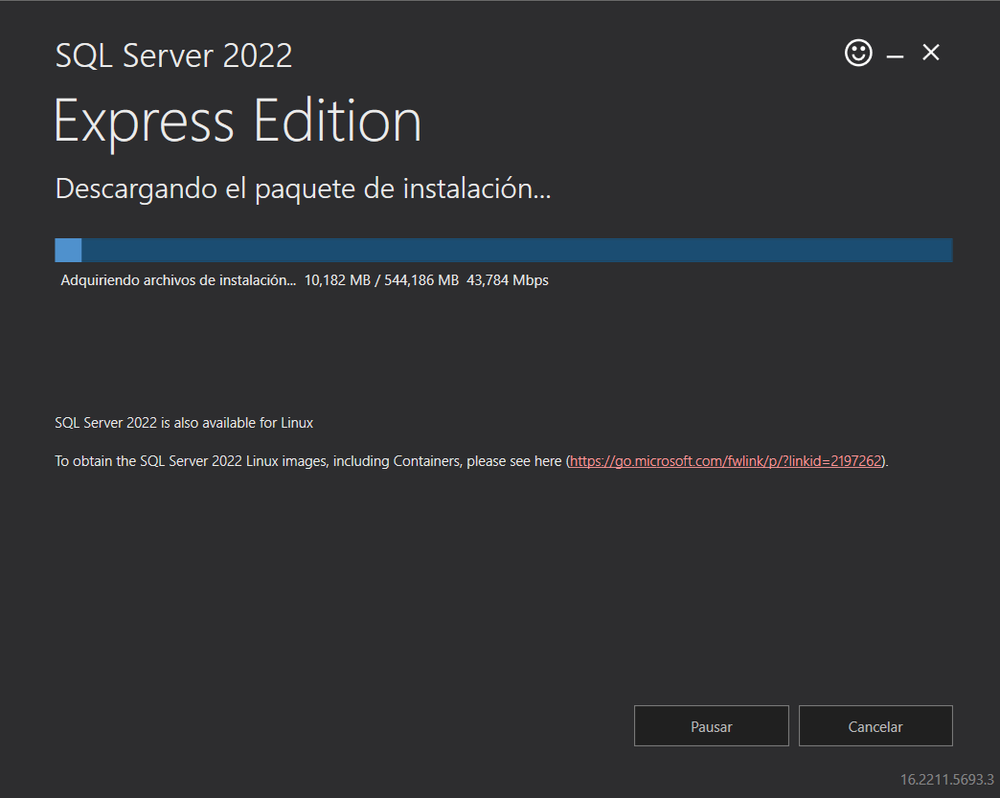 SQL Server 2022
Express Edition
Descargando el paquete de instalación...
Adquiriendo archivos de instalación... 10,182 MB / 544,186 MB 43,784 Mbps
SQL Server 2022 is also available for Linux
To obtain the SQL Server 2022 Linux images, including Containers, please see here (https://go.microsoft.com/fwlink/p/?linkid=2197262).
Pausar
Cancelar
16.2211.5693.3